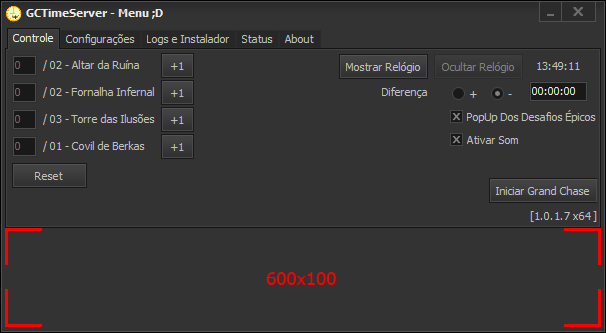 GCTimeServer - Menu ;D
Controle Configurações Logs e Instalador Status About
0 / 02 - Altar da Ruína +1 Mostrar Relógio Ocultar Relógio 13:49:11
0 / 02 - Fornalha Infernal +1 Diferença + - 00:00:00
0 / 03 - Torre das Ilusões +1 X PopUp Dos Desafios Épicos
0 / 01 - Covil de Berkas +1 X Ativar Som
Reset Iniciar Grand Chase
[1.0.1.7 x64]
600x100